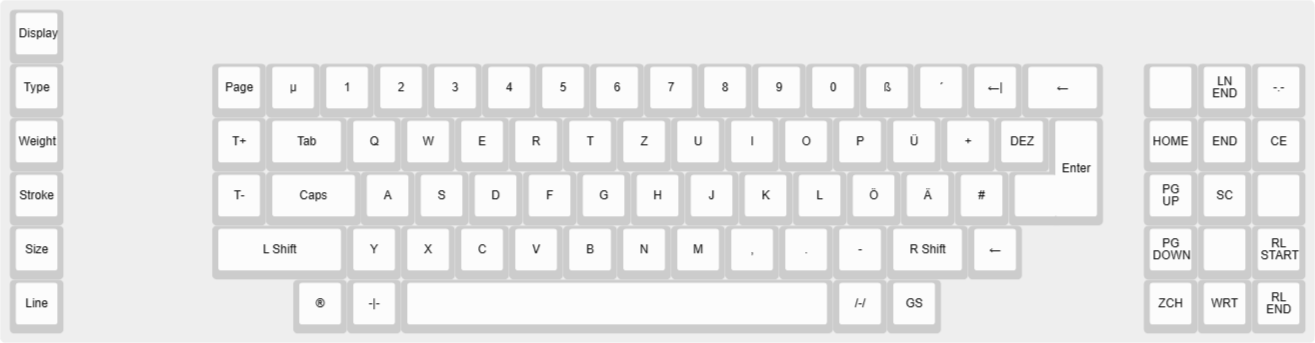 Display
Type Page µ 1 2 3 4 5 6 7 8 9 0 ß ´ ←| ← LN END -.-
Weight T+ Tab Q W E R T Z U I O P Ü + DEZ Enter HOME END CE
Stroke T- Caps A S D F G H J K L Ö Ä # PG UP SC
Size L Shift Y X C V B N M , . - R Shift ← PG DOWN RL START
Line ® -|- /-/ GS ZCH WRT RL END